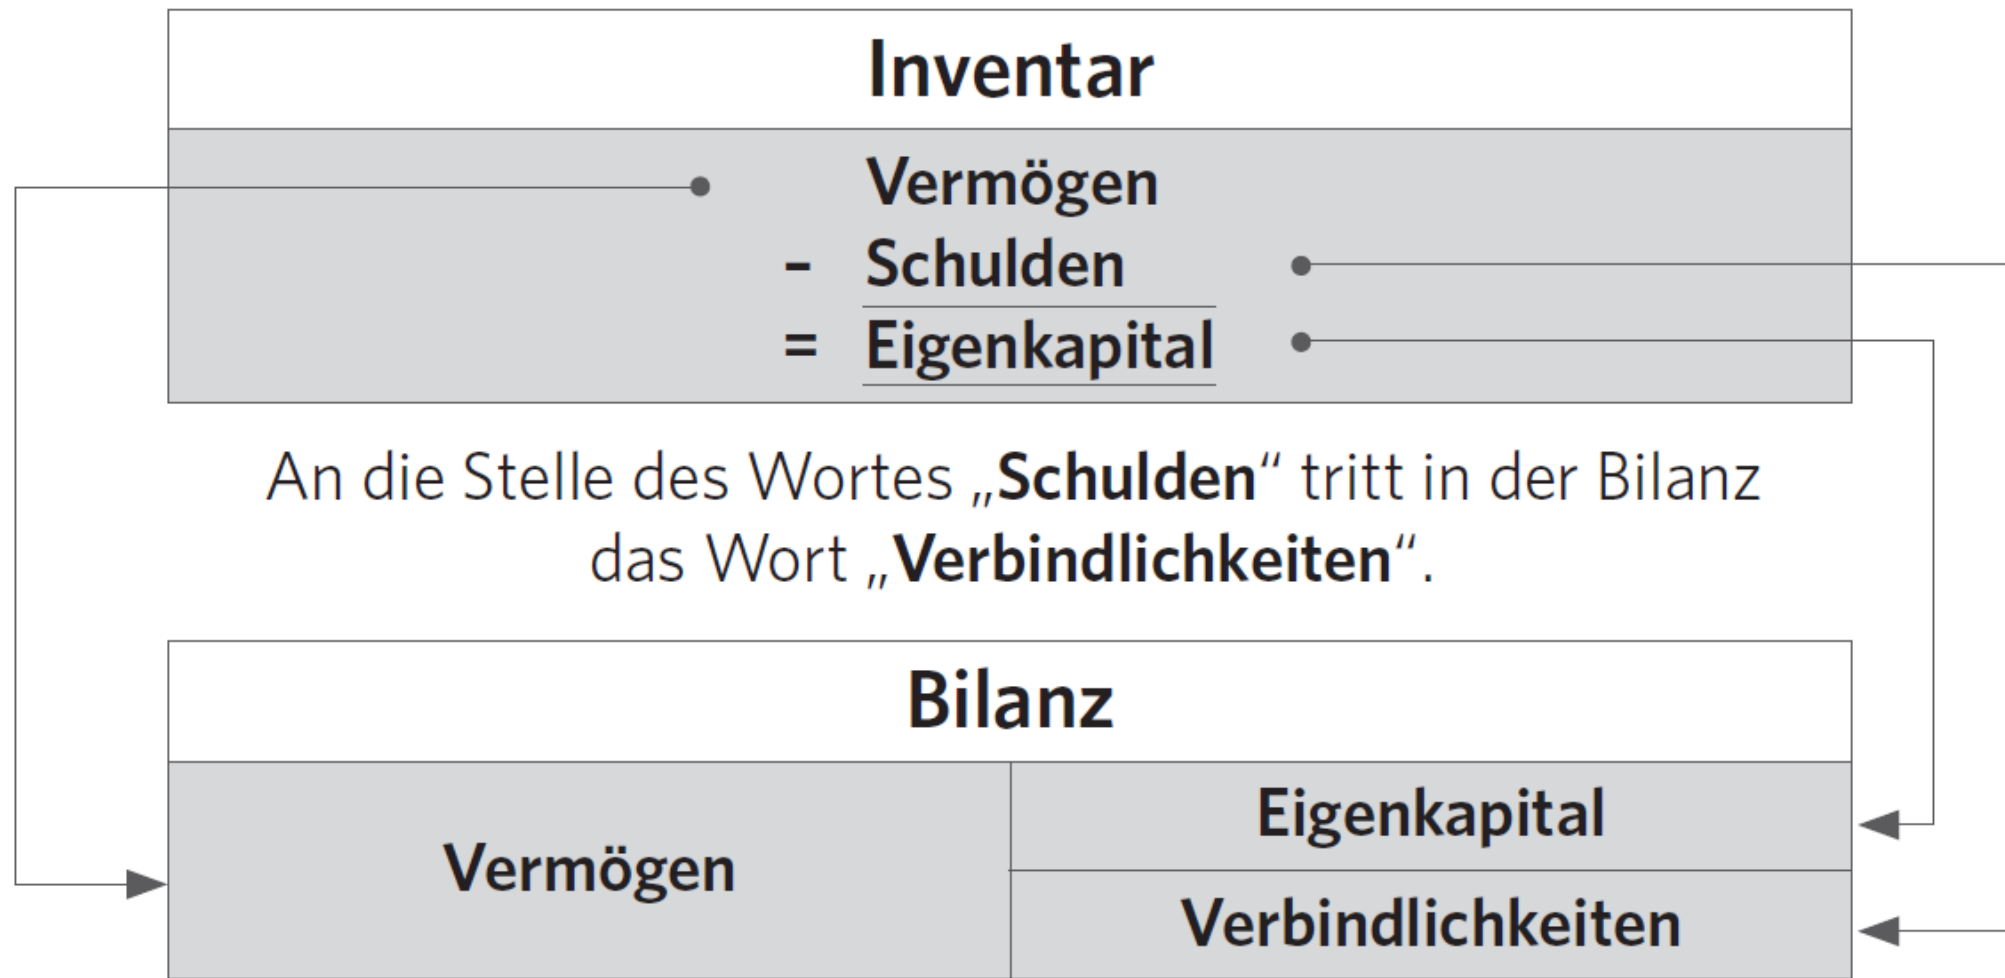 Inventar
Vermögen
– Schulden
= Eigenkapital
An die Stelle des Wortes „Schulden“ tritt in der Bilanz
das Wort „Verbindlichkeiten“.
Bilanz
Eigenkapital
Vermögen
Verbindlichkeiten